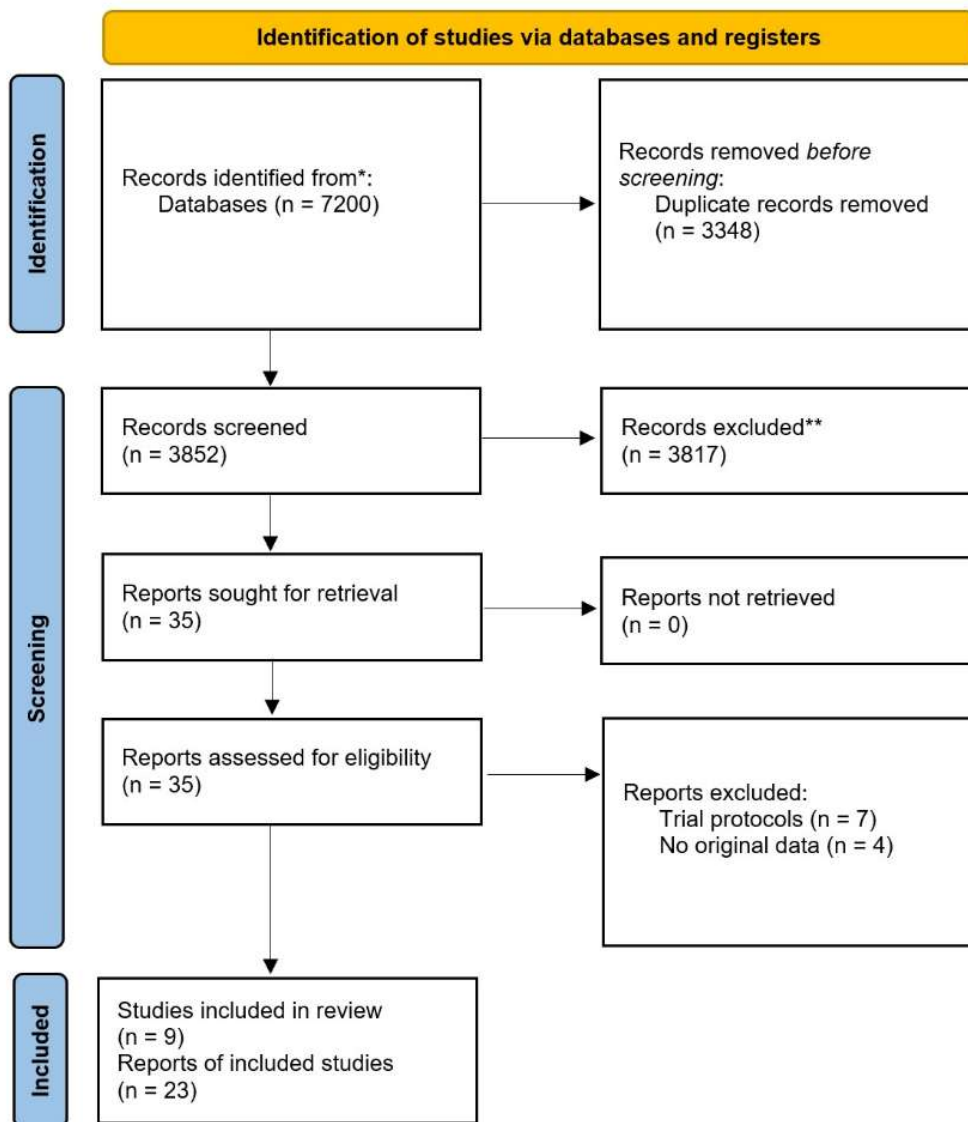 Identification of studies via databases and registers
Identification
Records identified from*:
Databases (n = 7200)
Records removed before
screening:
Duplicate records removed
(n = 3348)
Screening
Records screened
(n = 3852)
Records excluded**
(n = 3817)
Reports sought for retrieval
(n = 35)
Reports not retrieved
(n = 0)
Reports assessed for eligibility
(n = 35)
Reports excluded:
Trial protocols (n = 7)
No original data (n = 4)
Included
Studies included in review
(n = 9)
Reports of included studies
(n = 23)